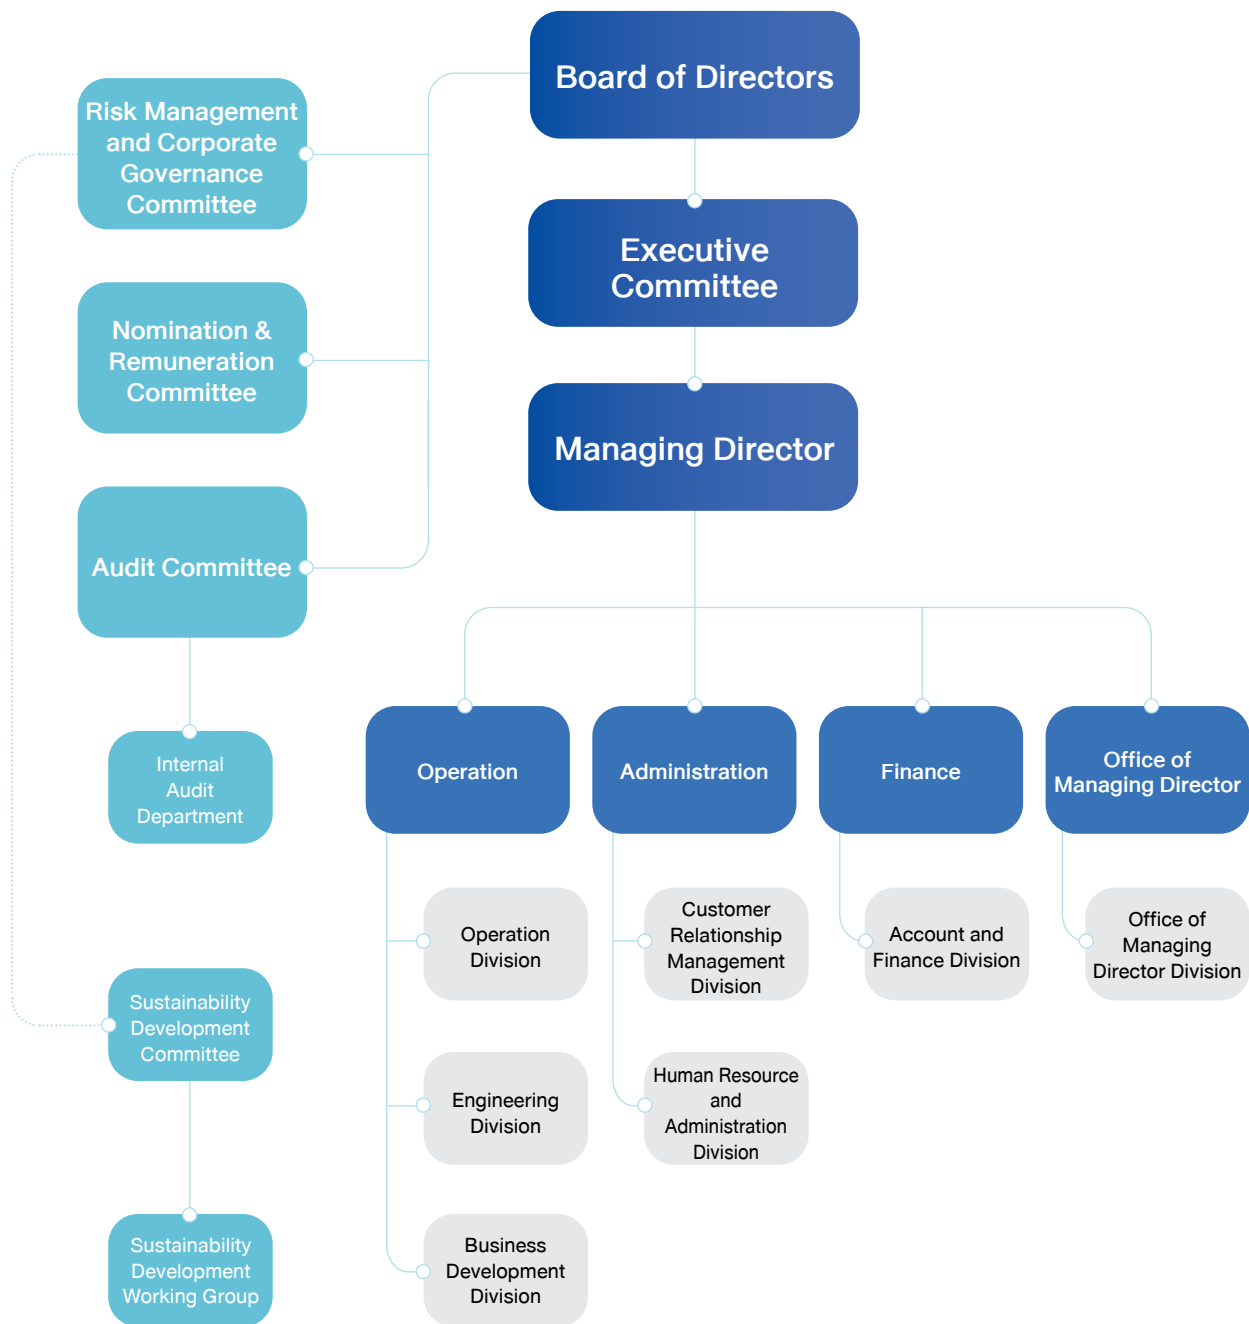 Board of Directors
Risk Management
and Corporate
Governance
Committee
Executive
Committee
Nomination &
Remuneration
Committee
Managing Director
Audit Committee
Internal
Audit
Department
Operation
Administration
Finance
Office of
Managing Director
Operation
Division
Customer
Relationship
Management
Division
Account and
Finance Division
Office of
Managing
Director Division
Sustainability
Development
Committee
Engineering
Division
Human Resource
and
Administration
Division
Sustainability
Development
Working Group
Business
Development
Division